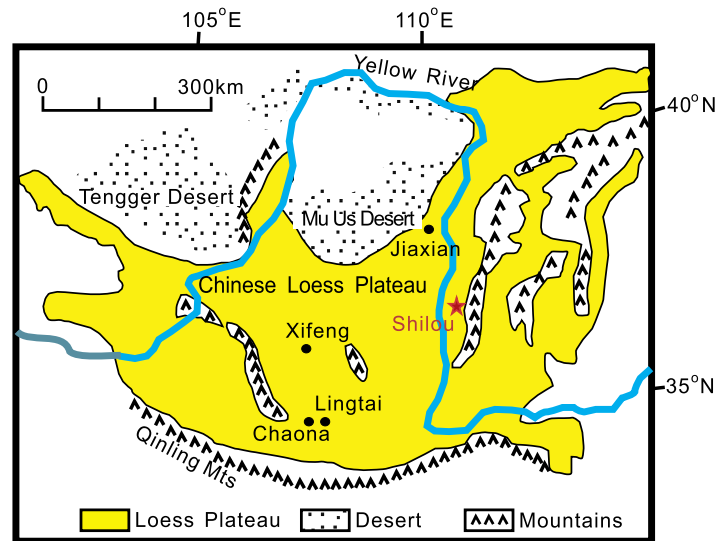 105°E 110°E
Yellow River
0 300km
40°N
Tengger Desert
Mu Us Desert
Jiaxian
Chinese Loess Plateau
Shilou
Xifeng
35°N
Lingtai
Chaona
Qinling Mts
Loess Plateau Desert Mountains